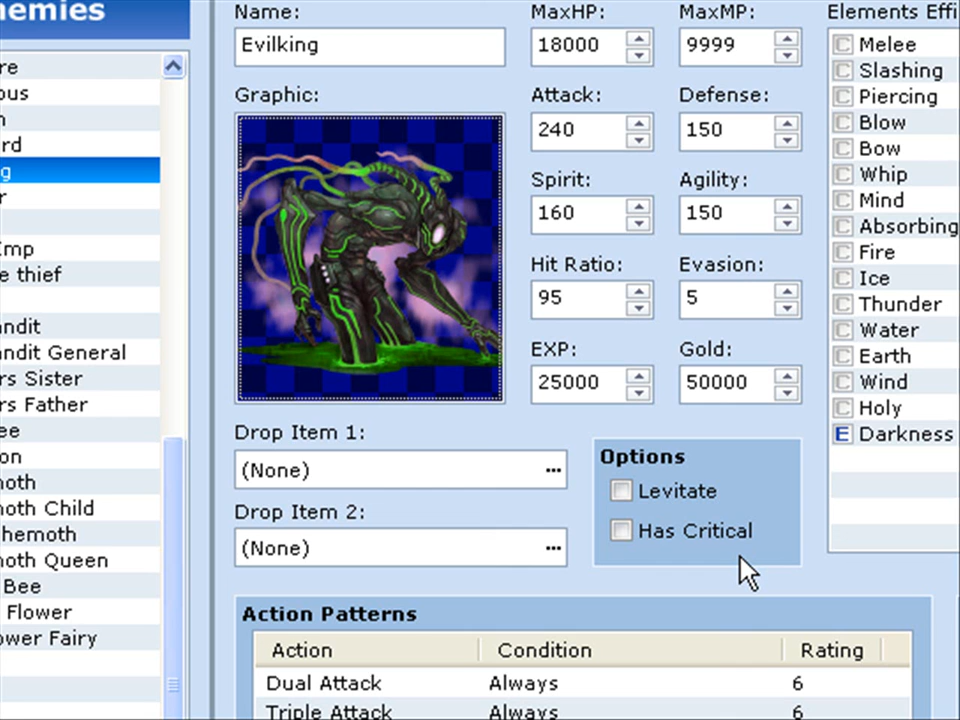 nemies
Name:
MaxHP:
MaxMP:
Elements Effi
Evilking
18000
9999
Graphic:
Attack:
Defense:
240
150
Spirit:
Agility:
160
150
Hit Ratio:
Evasion:
95
5
EXP:
Gold:
25000
50000
re
ous
n
rd
g
r
Imp
e thief
andit
andit General
rs Sister
rs Father
ee
on
noth
noth Child
hemoth
noth Queen
Bee
Flower
ower Fairy
C Melee
C Slashing
C Piercing
C Blow
C Bow
C Whip
C Mind
C Absorbing
C Fire
C Ice
C Thunder
C Water
C Earth
C Wind
C Holy
E Darkness
Drop Item 1:
(None) ...
Drop Item 2:
(None) ...
Options
Levitate
Has Critical
Action Patterns
Action Condition Rating
Dual Attack Always 6
Triple Attack Always 6